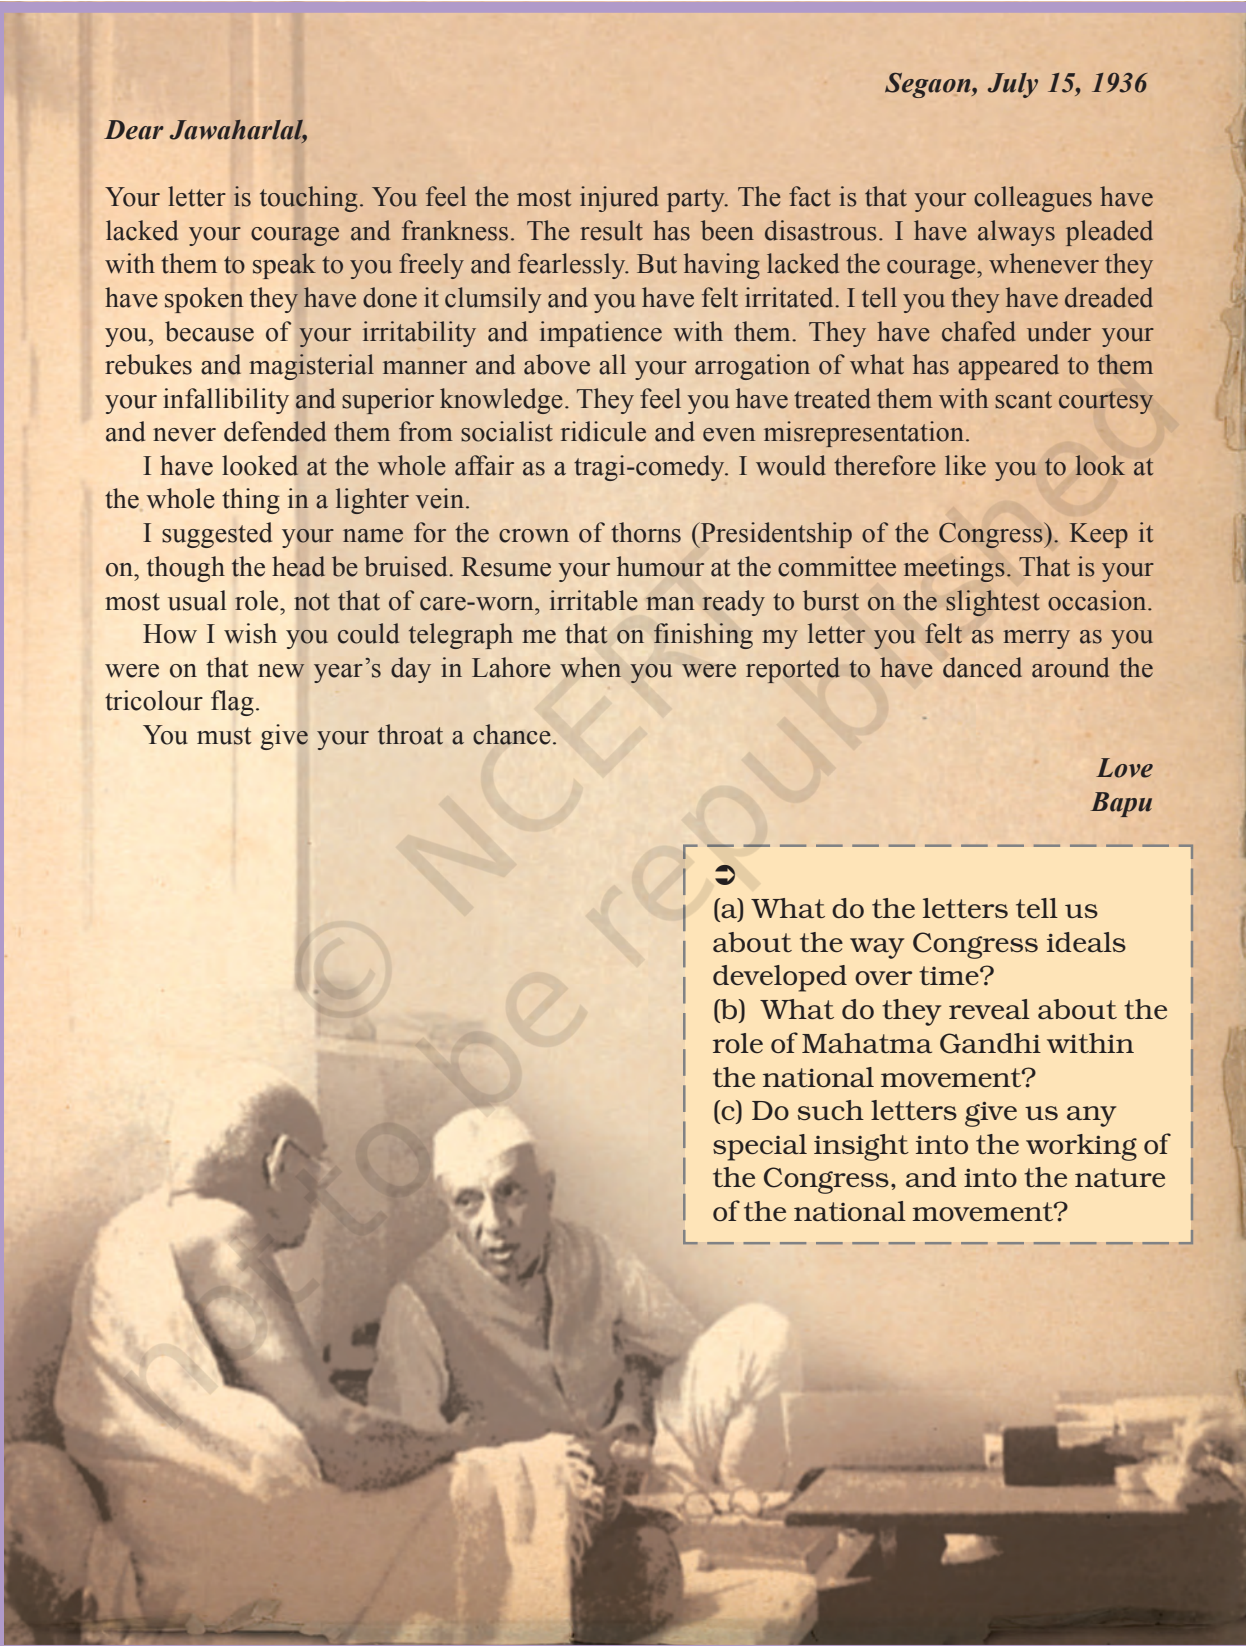 Segaon, July 15, 1936
Dear Jawaharlal,
Your letter is touching. You feel the most injured party. The fact is that your colleagues have
lacked your courage and frankness. The result has been disastrous. I have always pleaded
with them to speak to you freely and fearlessly. But having lacked the courage, whenever they
have spoken they have done it clumsily and you have felt irritated. I tell you they have dreaded
you, because of your irritability and impatience with them. They have chafed under your
rebukes and magisterial manner and above all your arrogation of what has appeared to them
your infallibility and superior knowledge. They feel you have treated them with scant courtesy
and never defended them from socialist ridicule and even misrepresentation.
I have looked at the whole affair as a tragi-comedy. I would therefore like you to look at
the whole thing in a lighter vein.
I suggested your name for the crown of thorns (Presidentship of the Congress). Keep it
on, though the head be bruised. Resume your humour at the committee meetings. That is your
most usual role, not that of care-worn, irritable man ready to burst on the slightest occasion.
How I wish you could telegraph me that on finishing my letter you felt as merry as you
were on that new year’s day in Lahore when you were reported to have danced around the
tricolour flag.
You must give your throat a chance.
Love
Bapu
(a) What do the letters tell us
about the way Congress ideals
developed over time?
(b) What do they reveal about the
role of Mahatma Gandhi within
the national movement?
(c) Do such letters give us any
special insight into the working of
the Congress, and into the nature
of the national movement?
© NCERT
not to be republished